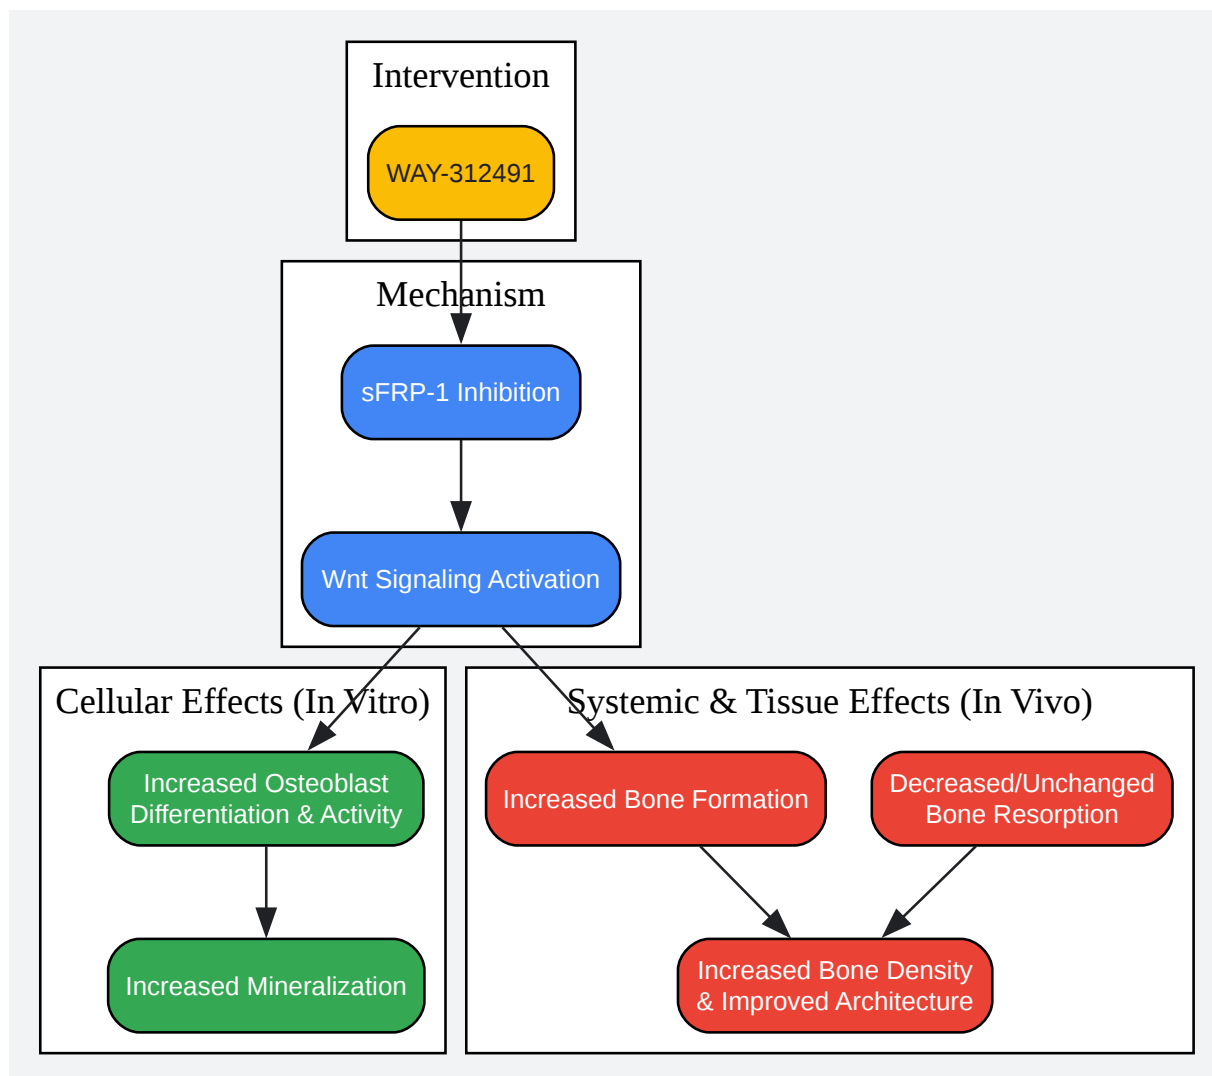 Intervention
WAY-312491
Mechanism
sFRP-1 Inhibition
Wnt Signaling Activation
Cellular Effects (In Vitro)
Increased Osteoblast
Differentiation & Activity
Increased Mineralization
Systemic & Tissue Effects (In Vivo)
Increased Bone Formation
Decreased/Unchanged
Bone Resorption
Increased Bone Density
& Improved Architecture